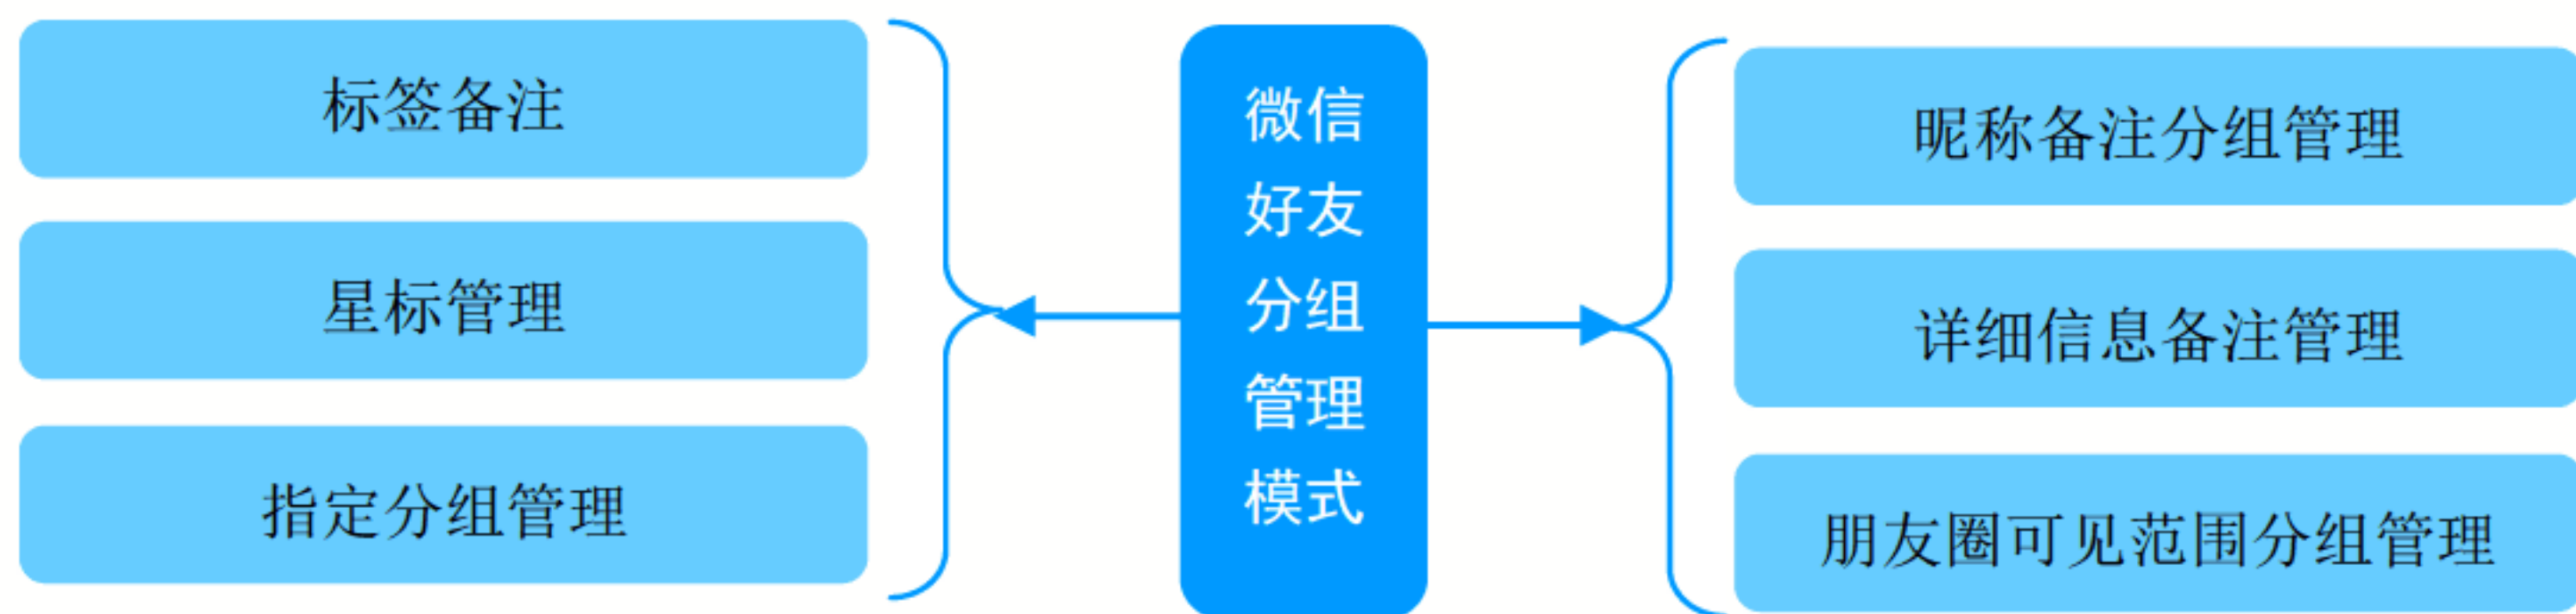 标签备注
星标管理
指定分组管理
微信
好友
分组
管理
模式
昵称备注分组管理
详细信息备注管理
朋友圈可见范围分组管理